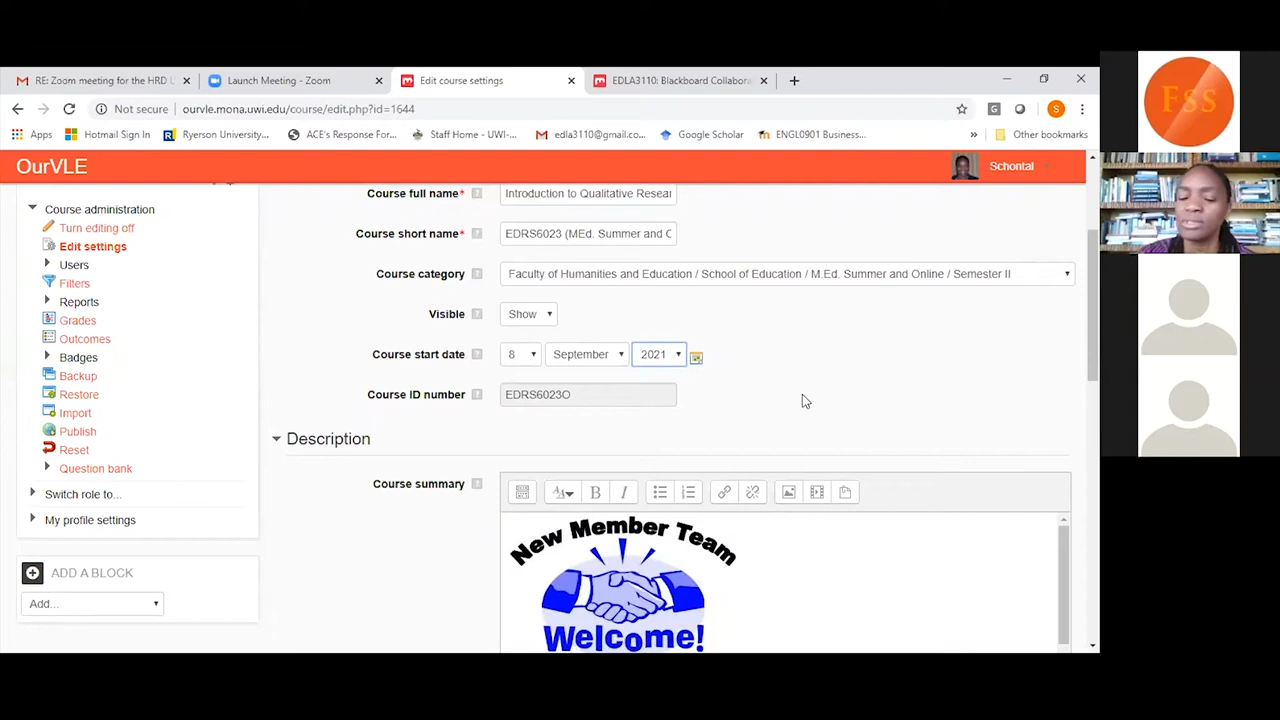 RE: Zoom meeting for the HRD U
Launch Meeting - Zoom
Edit course settings
EDLA3110: Blackboard Collabora
Not secure
ourvle.mona.uwi.edu/course/edit.php?id=1644
S
Apps
Hotmail Sign In
Ryerson University...
ACE's Response For...
Staff Home - UWI-...
edla3110@gmail.co...
Google Scholar
ENGL0901 Business...
»
Other bookmarks
OurVLE
Schontal
FSS
Course administration
Turn editing off
Edit settings
Users
Filters
Reports
Grades
Outcomes
Badges
Backup
Restore
Import
Publish
Reset
Question bank
Switch role to...
My profile settings
ADD A BLOCK
Add...
Course full name* Introduction to Qualitative Resear
Course short name* EDRS6023 (MEd. Summer and O
Course category Faculty of Humanities and Education / School of Education / M.Ed. Summer and Online / Semester II
Visible Show
Course start date 8 September 2021
Course ID number EDRS6023O
Description
Course summary
B I
New Member Team
Welcome!